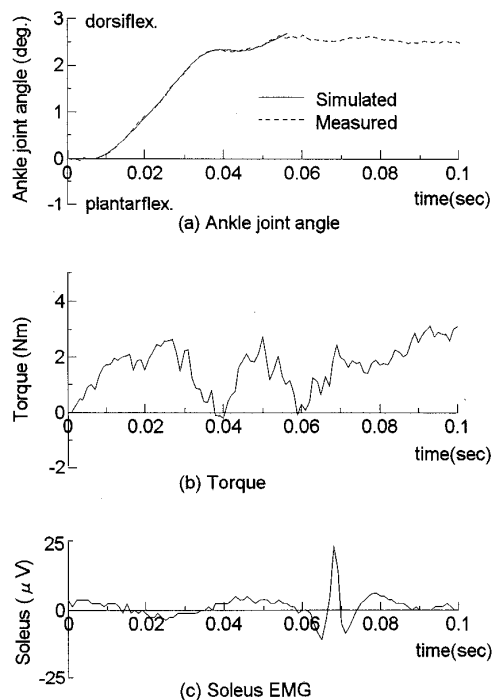 3
dorsiflex.
2
1
0
-1
Ankle joint angle (deg.)
Simulated
Measured
0 0.02 0.04 0.06 0.08 0.1
plantarflex.
time(sec)
(a) Ankle joint angle
4
2
0
-2
Torque (Nm)
0 0.02 0.04 0.06 0.08 0.1
time(sec)
(b) Torque
25
0
-25
Soleus ( μ V)
0 0.02 0.04 0.06 0.08 0.1
time(sec)
(c) Soleus EMG